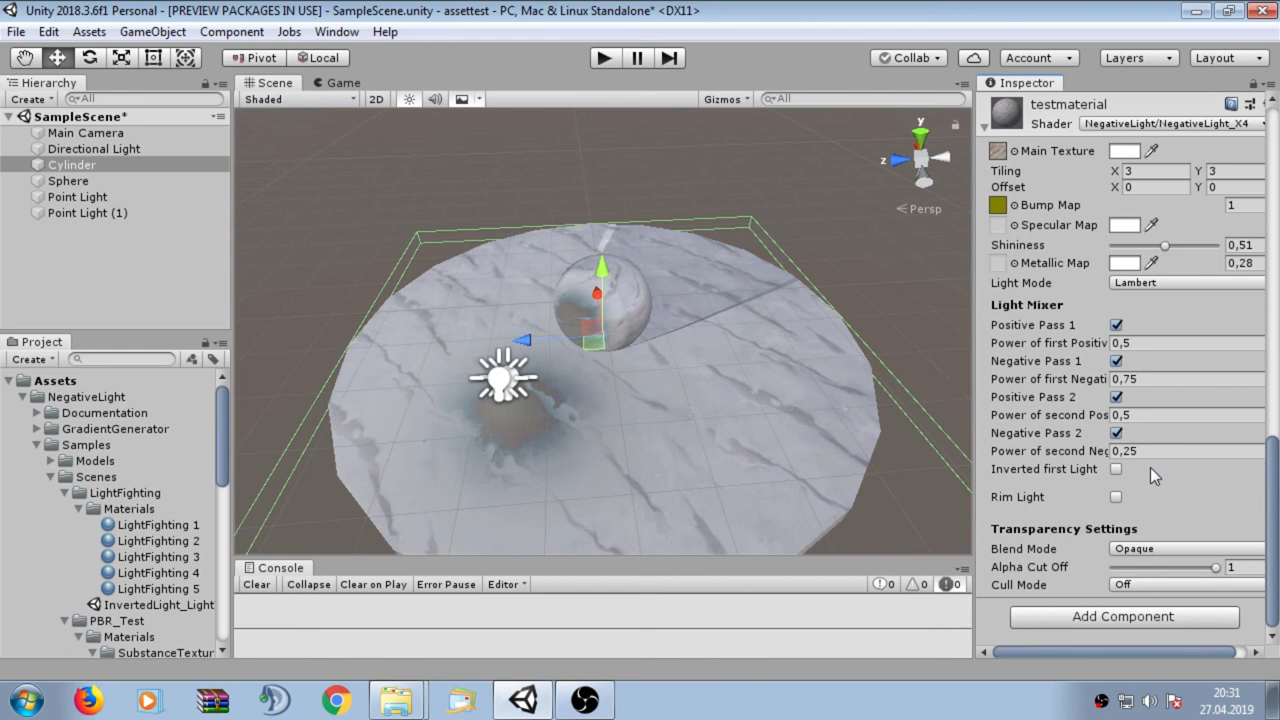 Unity 2018.3.6f1 Personal - [PREVIEW PACKAGES IN USE] - SampleScene.unity - assettest - PC, Mac & Linux Standalone* <DX11>
File Edit Assets GameObject Component Jobs Window Help
Pivot Local Collab Account Layers Layout
Hierarchy
Create All
SampleScene*
Main Camera
Directional Light
Cylinder
Sphere
Point Light
Point Light (1)
Project
Create
Assets
NegativeLight
Documentation
GradientGenerator
Samples
Models
Scenes
LightFighting
Materials
LightFighting 1
LightFighting 2
LightFighting 3
LightFighting 4
LightFighting 5
InvertedLight_Light
PBR_Test
Materials
SubstanceTextur
Scene Game
Shaded 2D Gizmos All
y
z
Persp
Console
Clear Collapse Clear on Play Error Pause Editor 0 0 0
Inspector
testmaterial
Shader NegativeLight/NegativeLight_X4
Main Texture
Tiling X 3 Y 3
Offset X 0 Y 0
Bump Map 1
Specular Map
Shininess 0,51
Metallic Map 0,28
Light Mode Lambert
Light Mixer
Positive Pass 1
Power of first Positiv 0,5
Negative Pass 1
Power of first Negati 0,75
Positive Pass 2
Power of second Pos 0,5
Negative Pass 2
Power of second Neg 0,25
Inverted first Light
Rim Light
Transparency Settings
Blend Mode Opaque
Alpha Cut Off 1
Cull Mode Off
Add Component
20:31
27.04.2019